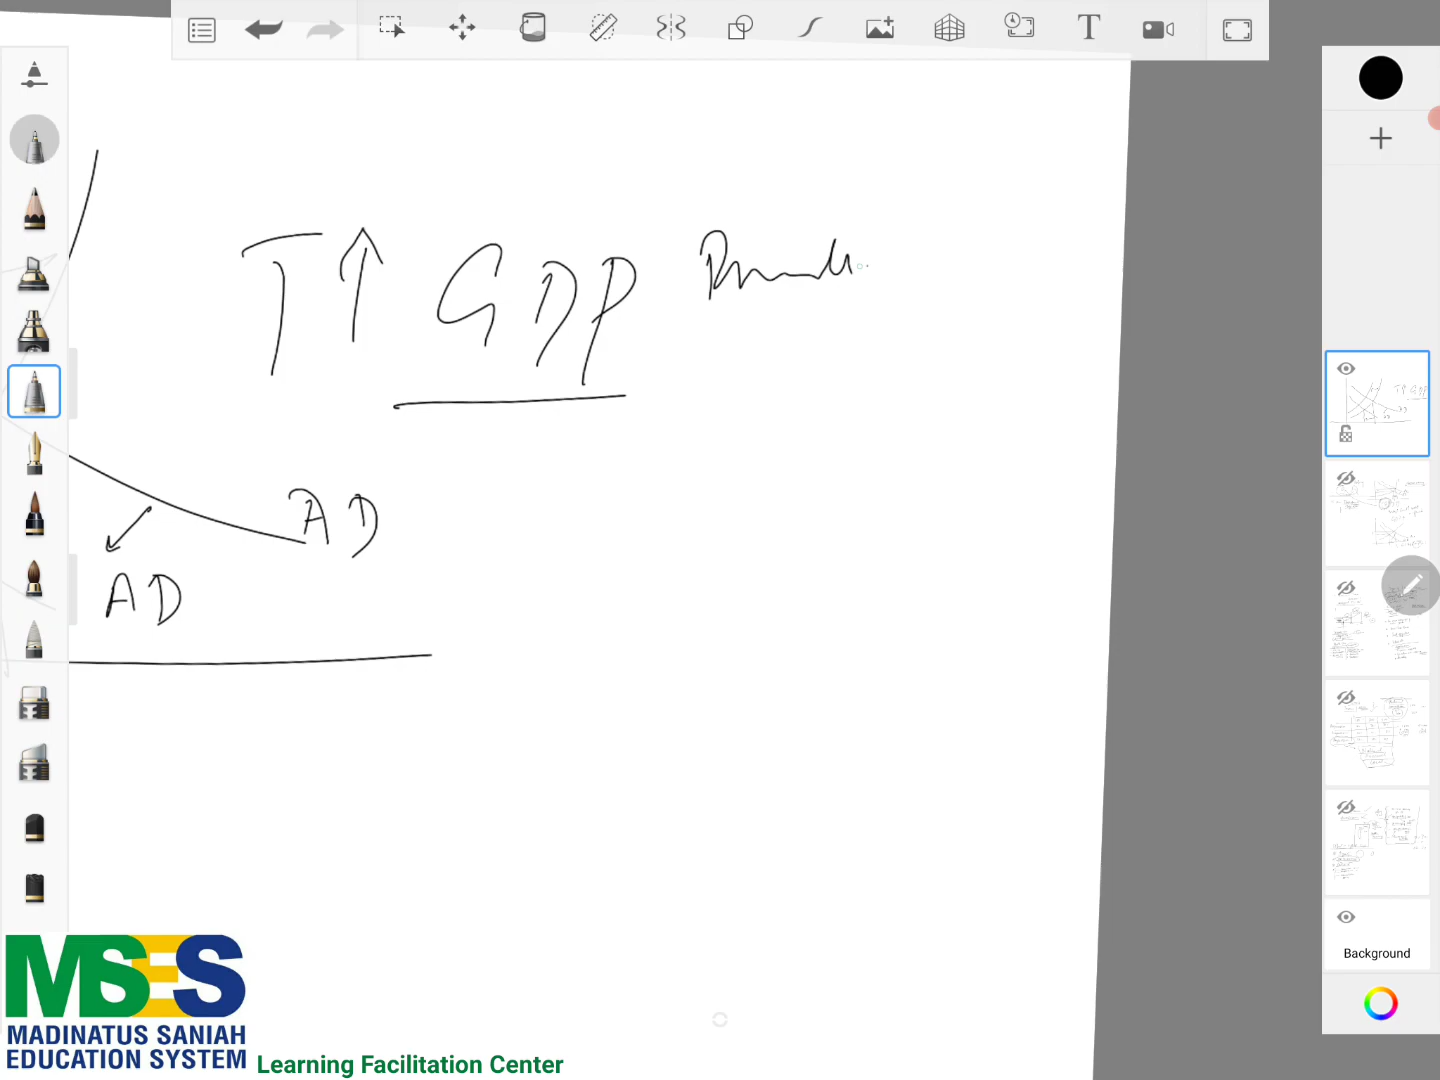 T↑ GDP
AD
AD
Background
MSES
MADINATUS SANIAH
EDUCATION SYSTEM
Learning Facilitation Center